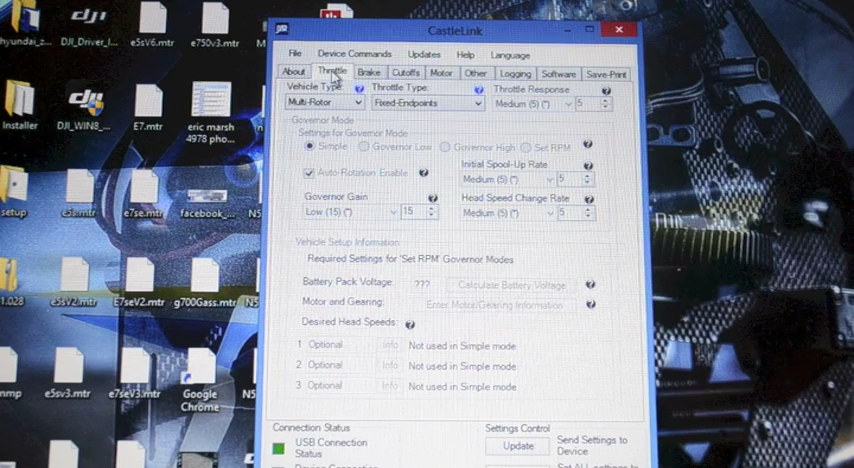 CastleLink
File Device Commands Updates Help Language
About Throttle Brake Cutoffs Motor Other Logging Software Save-Print
Vehicle Type: Throttle Type: Throttle Response
Multi-Rotor Fixed-Endpoints Medium (5) (*) 5
Governor Mode
Settings for Governor Mode
Simple Governor Low Governor High Set RPM
Initial Spool-Up Rate
Auto-Rotation Enable Medium (5) (*) 5
Governor Gain Head Speed Change Rate
Low (15) (*) 15 Medium (5) (*) 5
Vehicle Setup Information
Required Settings for 'Set RPM' Governor Modes
Battery Pack Voltage: ??? Calculate Battery Voltage
Motor and Gearing: Enter Motor/Gearing Information
Desired Head Speeds:
1 Optional Info Not used in Simple mode
2 Optional Info Not used in Simple mode
3 Optional Info Not used in Simple mode
Connection Status Settings Control
USB Connection Status Update Send Settings to Device
hyundai_z... DJI_Driver_I... e5sV6.mtr e750v3.mtr
Installer DJI_WIN8_... E7.mtr eric marsh 4978 pho...
setup e7se.mtr facebook_... N5
1.028 e5sV2.mtr E7seV2.mtr g700Gass.mtr N5
nmp e5sv3.mtr e7seV3.mtr Google Chrome